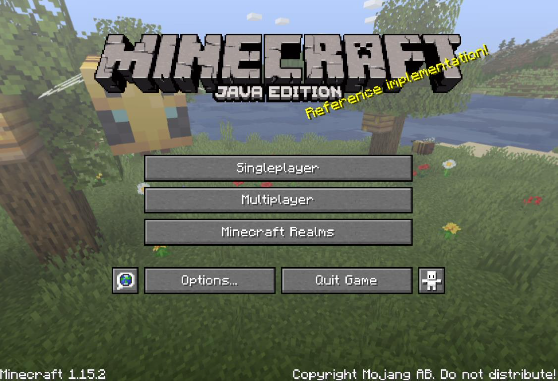 MINECRAFT
JAVA EDITION
Reference implementation!
Singleplayer
Multiplayer
Minecraft Realms
Options...
Quit Game
Minecraft 1.15.2
Copyright Mojang AB. Do not distribute!